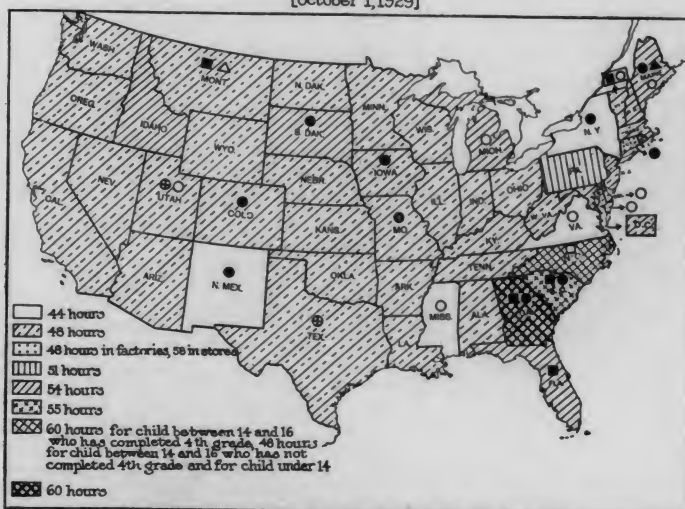 [October 1, 1929]
WASH.
MONT.
N. DAK.
MINN.
MAINE
OREG.
IDAHO
S. DAK.
WIS.
MICH.
N. Y.
WYO.
IOWA
PA.
NEBR.
NEV.
UTAH
COLO.
ILL.
IND.
OHIO
W. VA.
VA.
D. C.
CAL.
KANS.
MO.
KY.
N. C.
TENN.
ARIZ.
N. MEX.
OKLA.
ARK.
MISS.
ALA.
TEX.
LA.
FLA.
44 hours
48 hours
48 hours in factories, 58 in stores
51 hours
54 hours
55 hours
60 hours for child between 14 and 16
who has completed 4th grade, 48 hours
for child between 14 and 16 who has not
completed 4th grade and for child under 14
60 hours